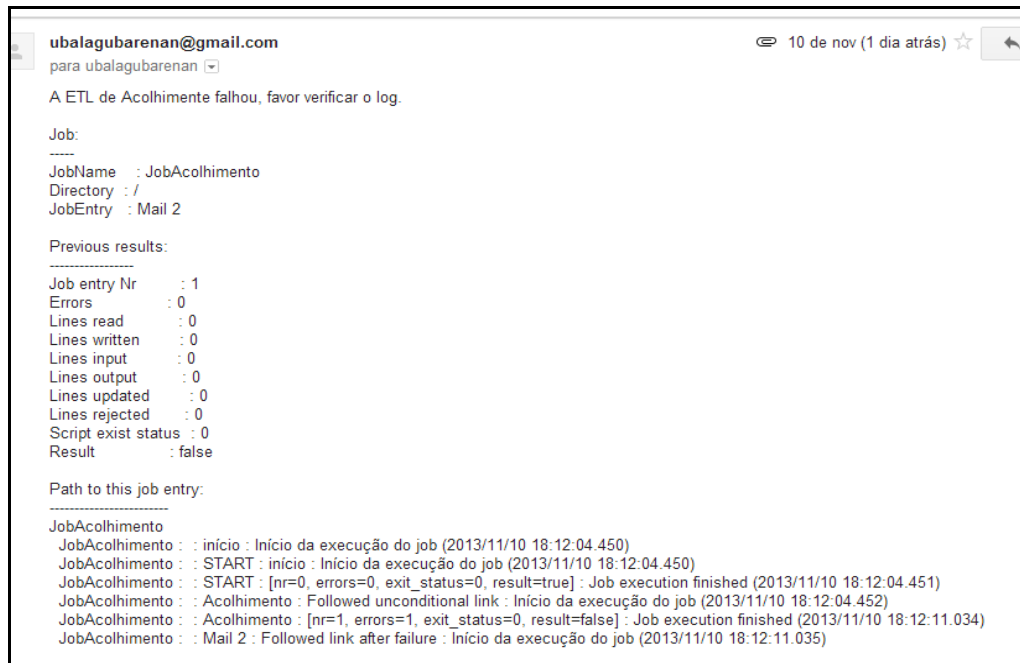 ubalagubarenan@gmail.com 10 de nov (1 dia atrás)
para ubalagubarenan
A ETL de Acolhimente falhou, favor verificar o log.
Job:
-----
JobName : JobAcolhimento
Directory : /
JobEntry : Mail 2
Previous results:
-----------------
Job entry Nr : 1
Errors : 0
Lines read : 0
Lines written : 0
Lines input : 0
Lines output : 0
Lines updated : 0
Lines rejected : 0
Script exist status : 0
Result : false
Path to this job entry:
------------------------
JobAcolhimento
JobAcolhimento : : início : Início da execução do job (2013/11/10 18:12:04.450)
JobAcolhimento : : START : início : Início da execução do job (2013/11/10 18:12:04.450)
JobAcolhimento : : START : [nr=0, errors=0, exit_status=0, result=true] : Job execution finished (2013/11/10 18:12:04.451)
JobAcolhimento : : Acolhimento : Followed unconditional link : Início da execução do job (2013/11/10 18:12:04.452)
JobAcolhimento : : Acolhimento : [nr=1, errors=1, exit_status=0, result=false] : Job execution finished (2013/11/10 18:12:11.034)
JobAcolhimento : : Mail 2 : Followed link after failure : Início da execução do job (2013/11/10 18:12:11.035)